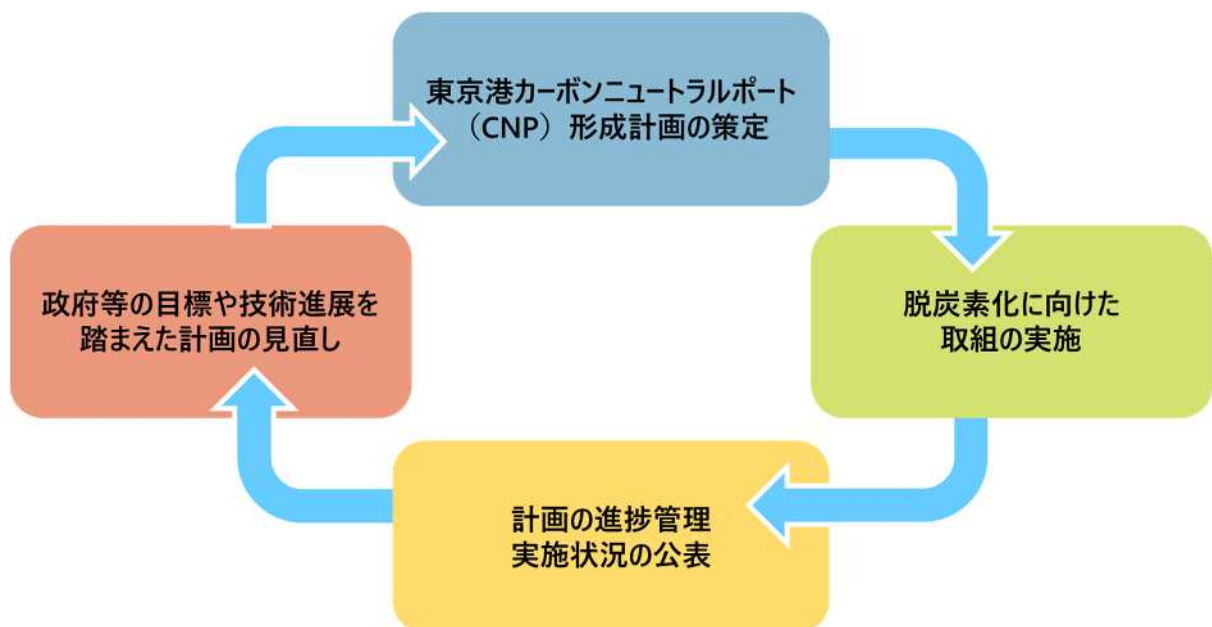 東京港カーボンニュートラルポート
（CNP）形成計画の策定
脱炭素化に向けた
取組の実施
計画の進捗管理
実施状況の公表
政府等の目標や技術進展を
踏まえた計画の見直し